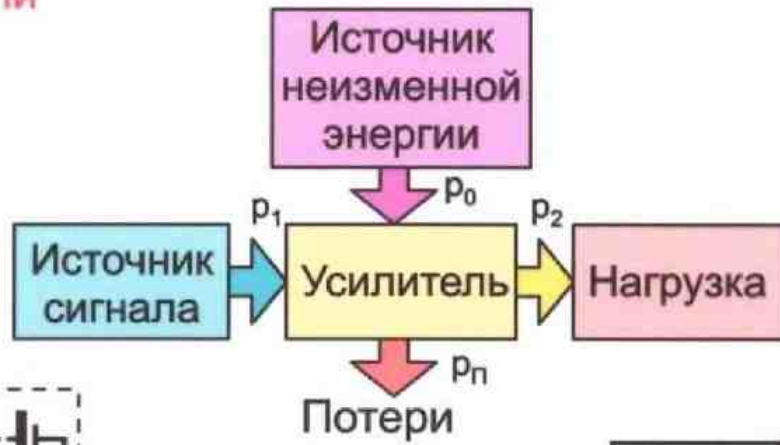 Источник
неизменной
энергии
p₀
p₁
p₂
Источник
сигнала
Усилитель
Нагрузка
pп
Потери